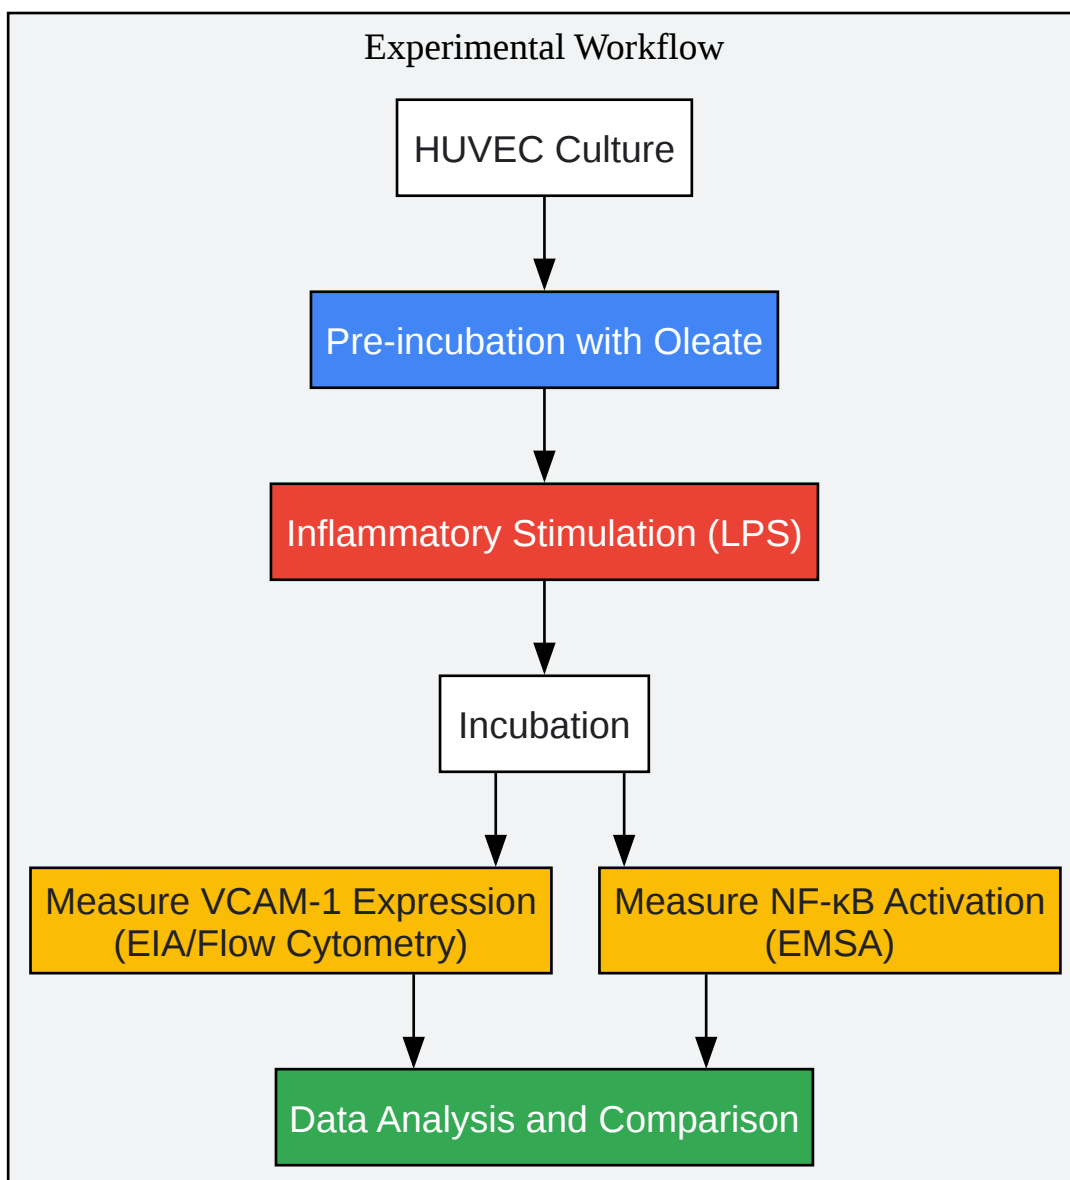 Experimental Workflow
HUVEC Culture
Pre-incubation with Oleate
Inflammatory Stimulation (LPS)
Incubation
Measure VCAM-1 Expression
(EIA/Flow Cytometry)
Measure NF-κB Activation
(EMSA)
Data Analysis and Comparison